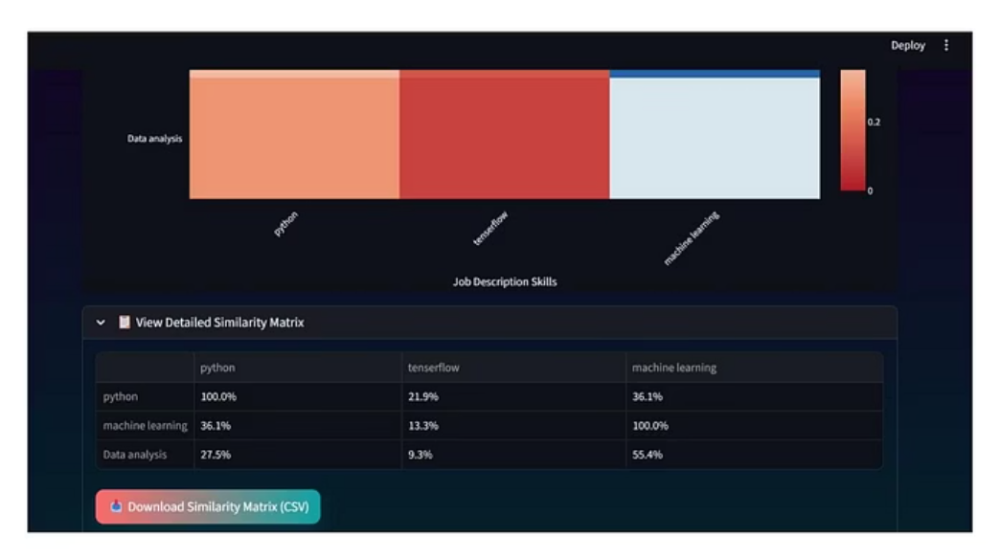 Deploy
Data analysis
0.2
0
python
tenserflow
machine learning
Job Description Skills
View Detailed Similarity Matrix
python tenserflow machine learning
python 100.0% 21.9% 36.1%
machine learning 36.1% 13.3% 100.0%
Data analysis 27.5% 9.3% 55.4%
Download Similarity Matrix (CSV)